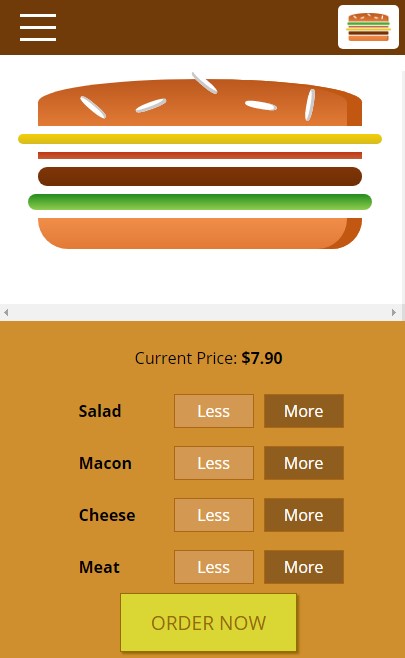 Current Price: $7.90
Salad Less More
Macon Less More
Cheese Less More
Meat Less More
ORDER NOW